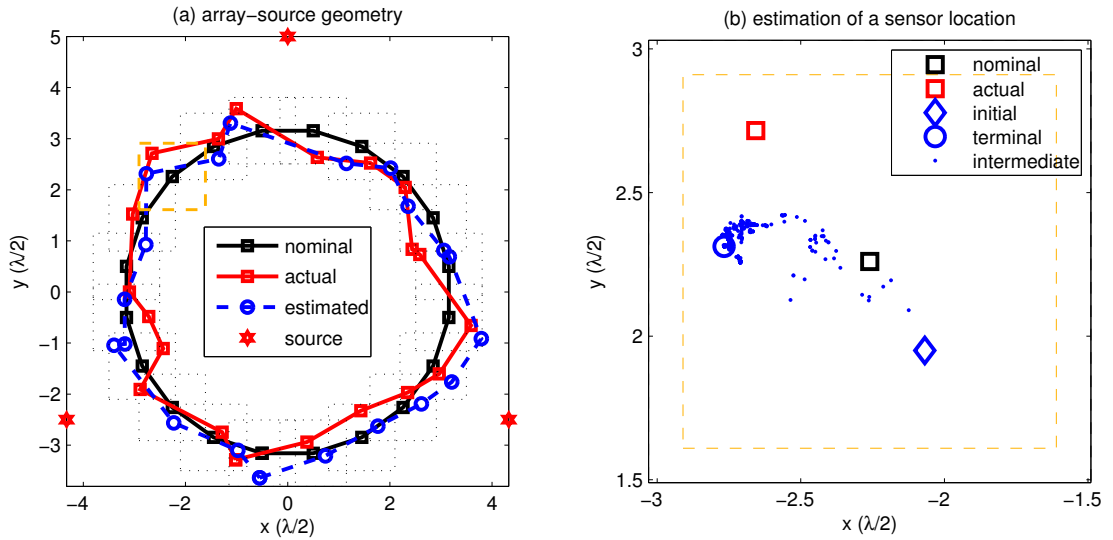 (a) array−source geometry
5
4
3
2
1
0
−1
−2
−3
y (λ/2)
nominal
actual
estimated
source
−4
−2
0
2
4
x (λ/2)
(b) estimation of a sensor location
3
2.5
2
1.5
y (λ/2)
nominal
actual
initial
terminal
intermediate
−3
−2.5
−2
−1.5
x (λ/2)